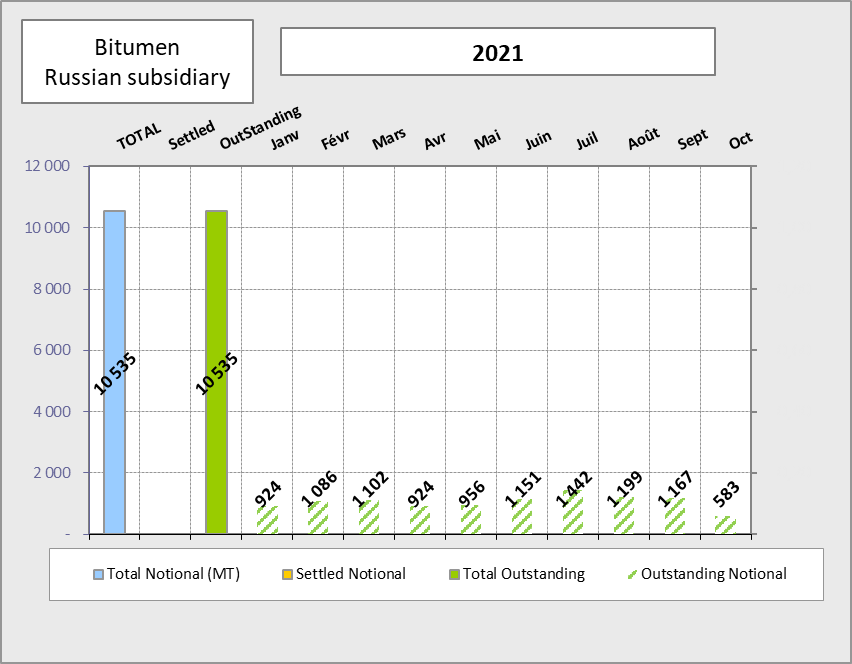 Bitumen
Russian subsidiary
2021
TOTAL Settled OutStanding Janv Févr Mars Avr Mai Juin Juil Août Sept Oct
12 000
10 000
8 000
6 000
4 000
2 000
-
10 535 10 535 924 1 086 1 102 924 956 1 151 1 442 1 199 1 167 583
Total Notional (MT) Settled Notional Total Outstanding Outstanding Notional